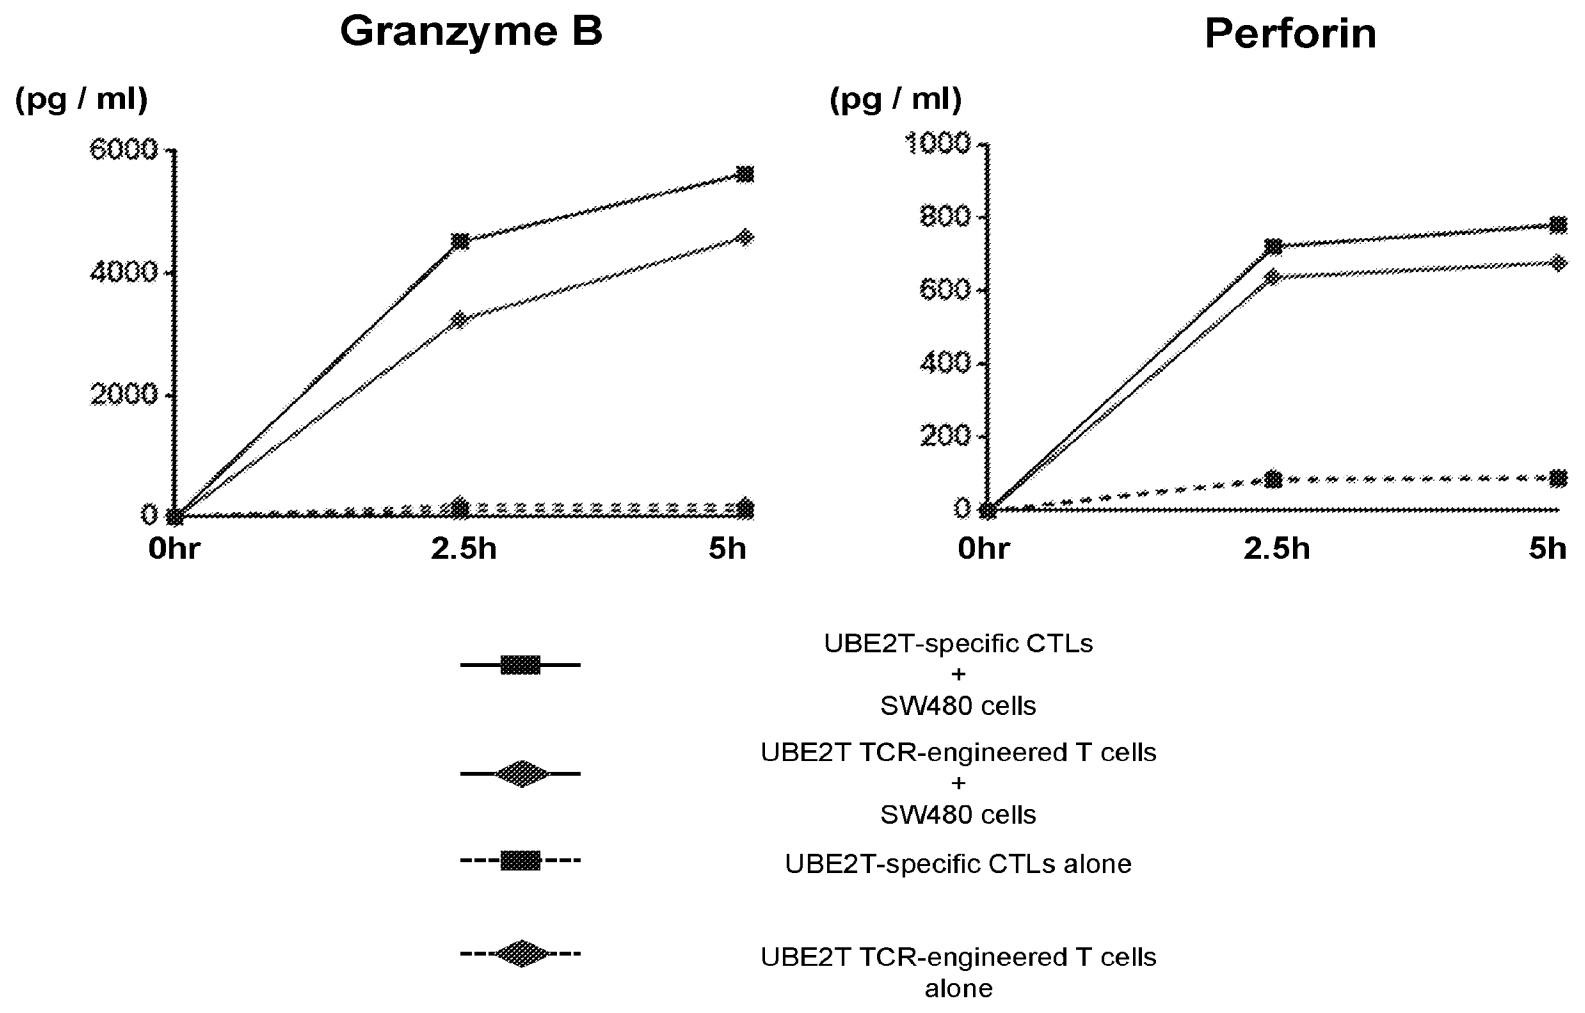 Granzyme B
(pg / ml)
6000
4000
2000
0
0hr 2.5h 5h
Perforin
(pg / ml)
1000
800
600
400
200
0
0hr 2.5h 5h
UBE2T-specific CTLs
+
SW480 cells
UBE2T TCR-engineered T cells
+
SW480 cells
UBE2T-specific CTLs alone
UBE2T TCR-engineered T cells
alone